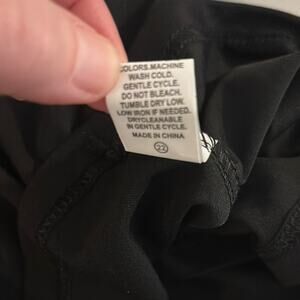 COLORS.MACHINE
WASH COLD.
GENTLE CYCLE.
DO NOT BLEACH.
TUMBLE DRY LOW.
LOW IRON IF NEEDED.
DRYCLEANABLE
IN GENTLE CYCLE.
MADE IN CHINA
22